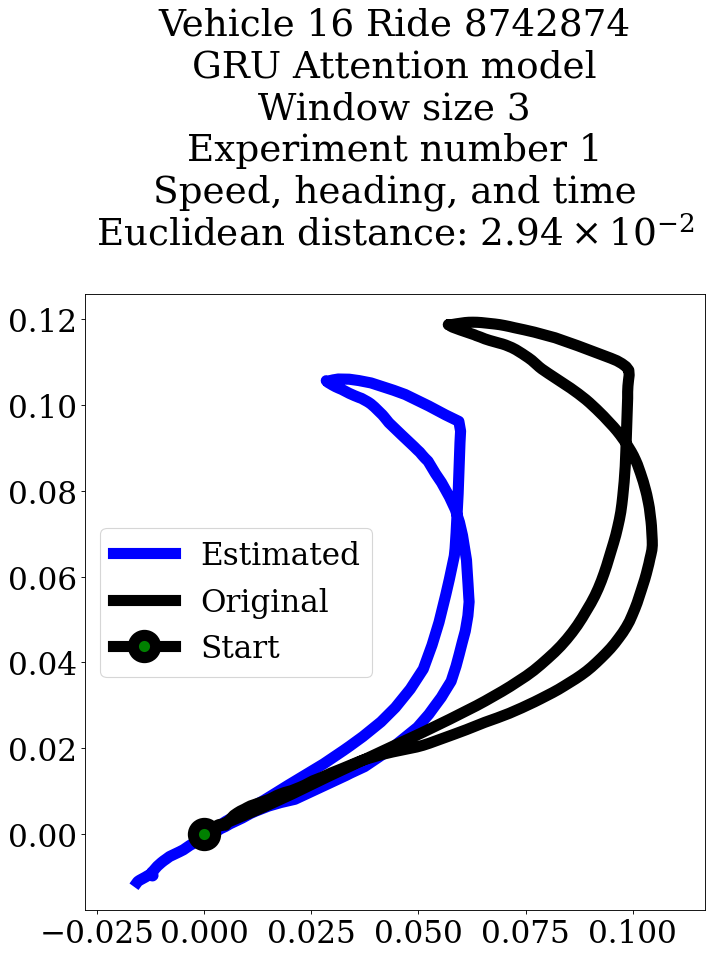 Vehicle 16 Ride 8742874
GRU Attention model
Window size 3
Experiment number 1
Speed, heading, and time
Euclidean distance: 2.94 × 10⁻²
0.12
0.10
0.08
0.06
0.04
0.02
0.00
Estimated
Original
Start
−0.025 0.000 0.025 0.050 0.075 0.100